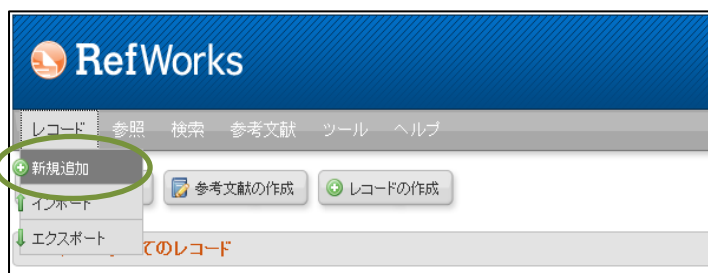 RefWorks
レコード 参照 検索 参考文献 ツール ヘルプ
新規追加
参考文献の作成 レコードの作成
インポート
エクスポート
てのレコード